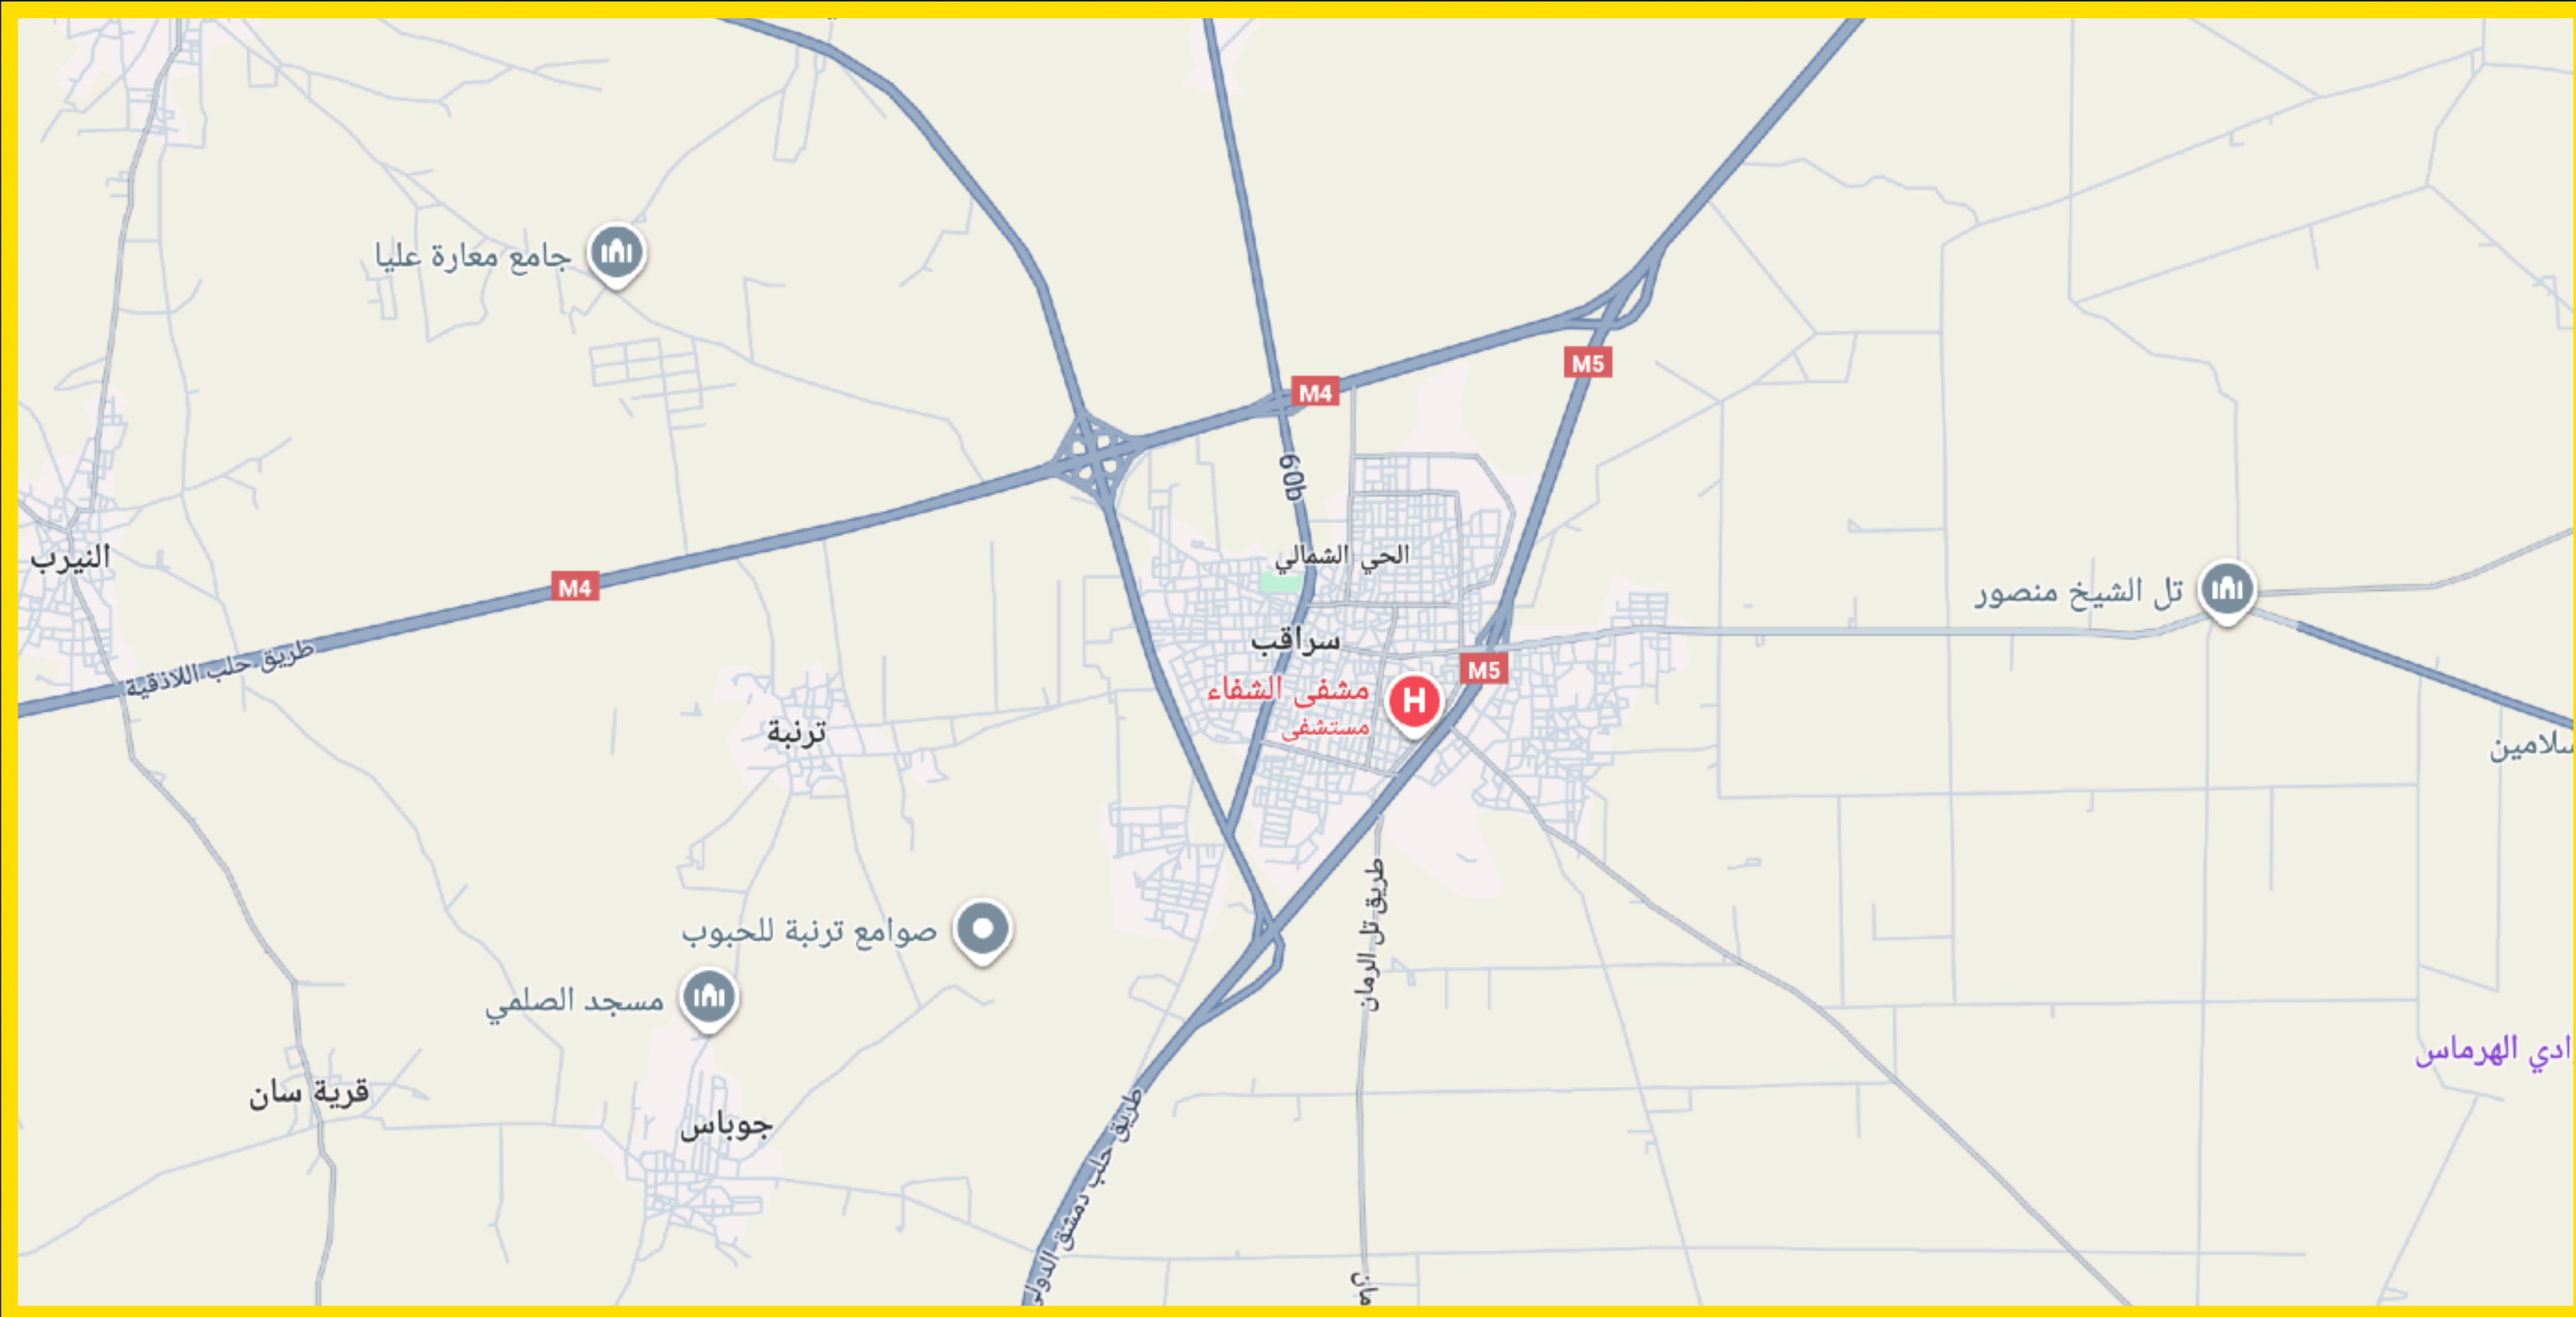 جامع معارة عليا
M5
M4
60b
النيرب
الحي الشمالي
M4
تل الشيخ منصور
طريق حلب اللاذقية
سراقب
M5
مشفى الشفاء
مستشفى
ترنبة
سلامين
صوامع ترنبة للحبوب
طريق تل الرمان
مسجد الصلمي
ادي الهرماس
قرية سان
جوباس
طريق حلب دمشق الدولي
مان